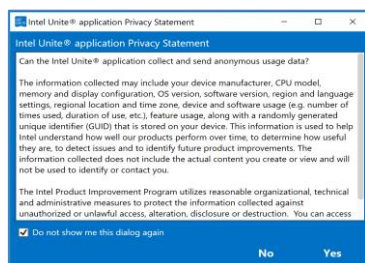 Intel Unite® application Privacy Statement
Intel Unite® application Privacy Statement
Can the Intel Unite® application collect and send anonymous usage data?
The information collected may include your device manufacturer, CPU model,
memory and display configuration, OS version, software version, region and language
settings, regional location and time zone, device and software usage (e.g. number of
times used, duration of use, etc.), feature usage, along with a randomly generated
unique identifier (GUID) that is stored on your device. This information is used to help
Intel understand how well our products perform over time, to determine how useful
they are, to detect issues and to identify future product improvements. The
information collected does not include the actual content you create or view and will
not be used to identify or contact you.
The Intel Product Improvement Program utilizes reasonable organizational, technical
and administrative measures to protect the information collected against
unauthorized or unlawful access, alteration, disclosure or destruction. You can access
Do not show me this dialog again
No Yes